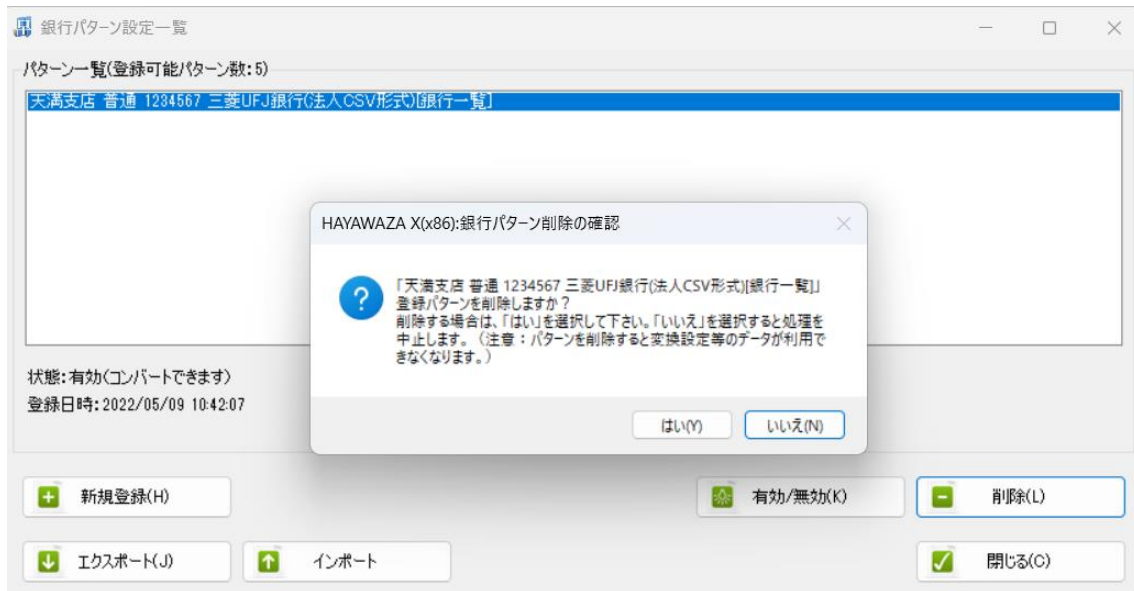 銀行パターン設定一覧
パターン一覧(登録可能パターン数:5)
天満支店 普通 1234567 三菱UFJ銀行(法人CSV形式)[銀行一覧]
HAYAWAZA X(x86):銀行パターン削除の確認
「天満支店 普通 1234567 三菱UFJ銀行(法人CSV形式)[銀行一覧]」
登録パターンを削除しますか？
削除する場合は、「はい」を選択して下さい。「いいえ」を選択すると処理を
中止します。（注意：パターンを削除すると変換設定等のデータが利用で
きなくなります。）
はい(Y)
いいえ(N)
状態:有効(コンバートできます)
登録日時:2022/05/09 10:42:07
新規登録(H)
有効/無効(K)
削除(L)
エクスポート(J)
インポート
閉じる(C)